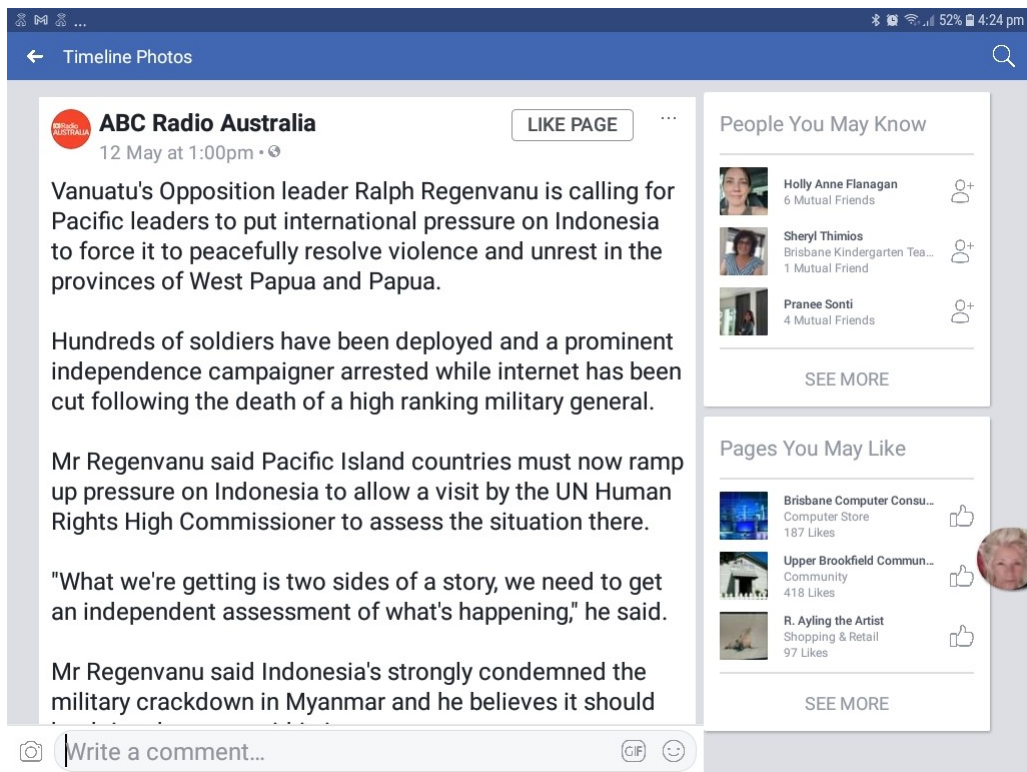 ... 52% 4:24 pm
Timeline Photos
ABC Radio Australia
LIKE PAGE
12 May at 1:00pm •
Vanuatu's Opposition leader Ralph Regenvanu is calling for
Pacific leaders to put international pressure on Indonesia
to force it to peacefully resolve violence and unrest in the
provinces of West Papua and Papua.
Hundreds of soldiers have been deployed and a prominent
independence campaigner arrested while internet has been
cut following the death of a high ranking military general.
Mr Regenvanu said Pacific Island countries must now ramp
up pressure on Indonesia to allow a visit by the UN Human
Rights High Commissioner to assess the situation there.
"What we're getting is two sides of a story, we need to get
an independent assessment of what's happening," he said.
Mr Regenvanu said Indonesia's strongly condemned the
military crackdown in Myanmar and he believes it should
Write a comment...
GIF
People You May Know
Holly Anne Flanagan
6 Mutual Friends
Sheryl Thimios
Brisbane Kindergarten Tea...
1 Mutual Friend
Pranee Sonti
4 Mutual Friends
SEE MORE
Pages You May Like
Brisbane Computer Consu...
Computer Store
187 Likes
Upper Brookfield Commun...
Community
418 Likes
R. Ayling the Artist
Shopping & Retail
97 Likes
SEE MORE